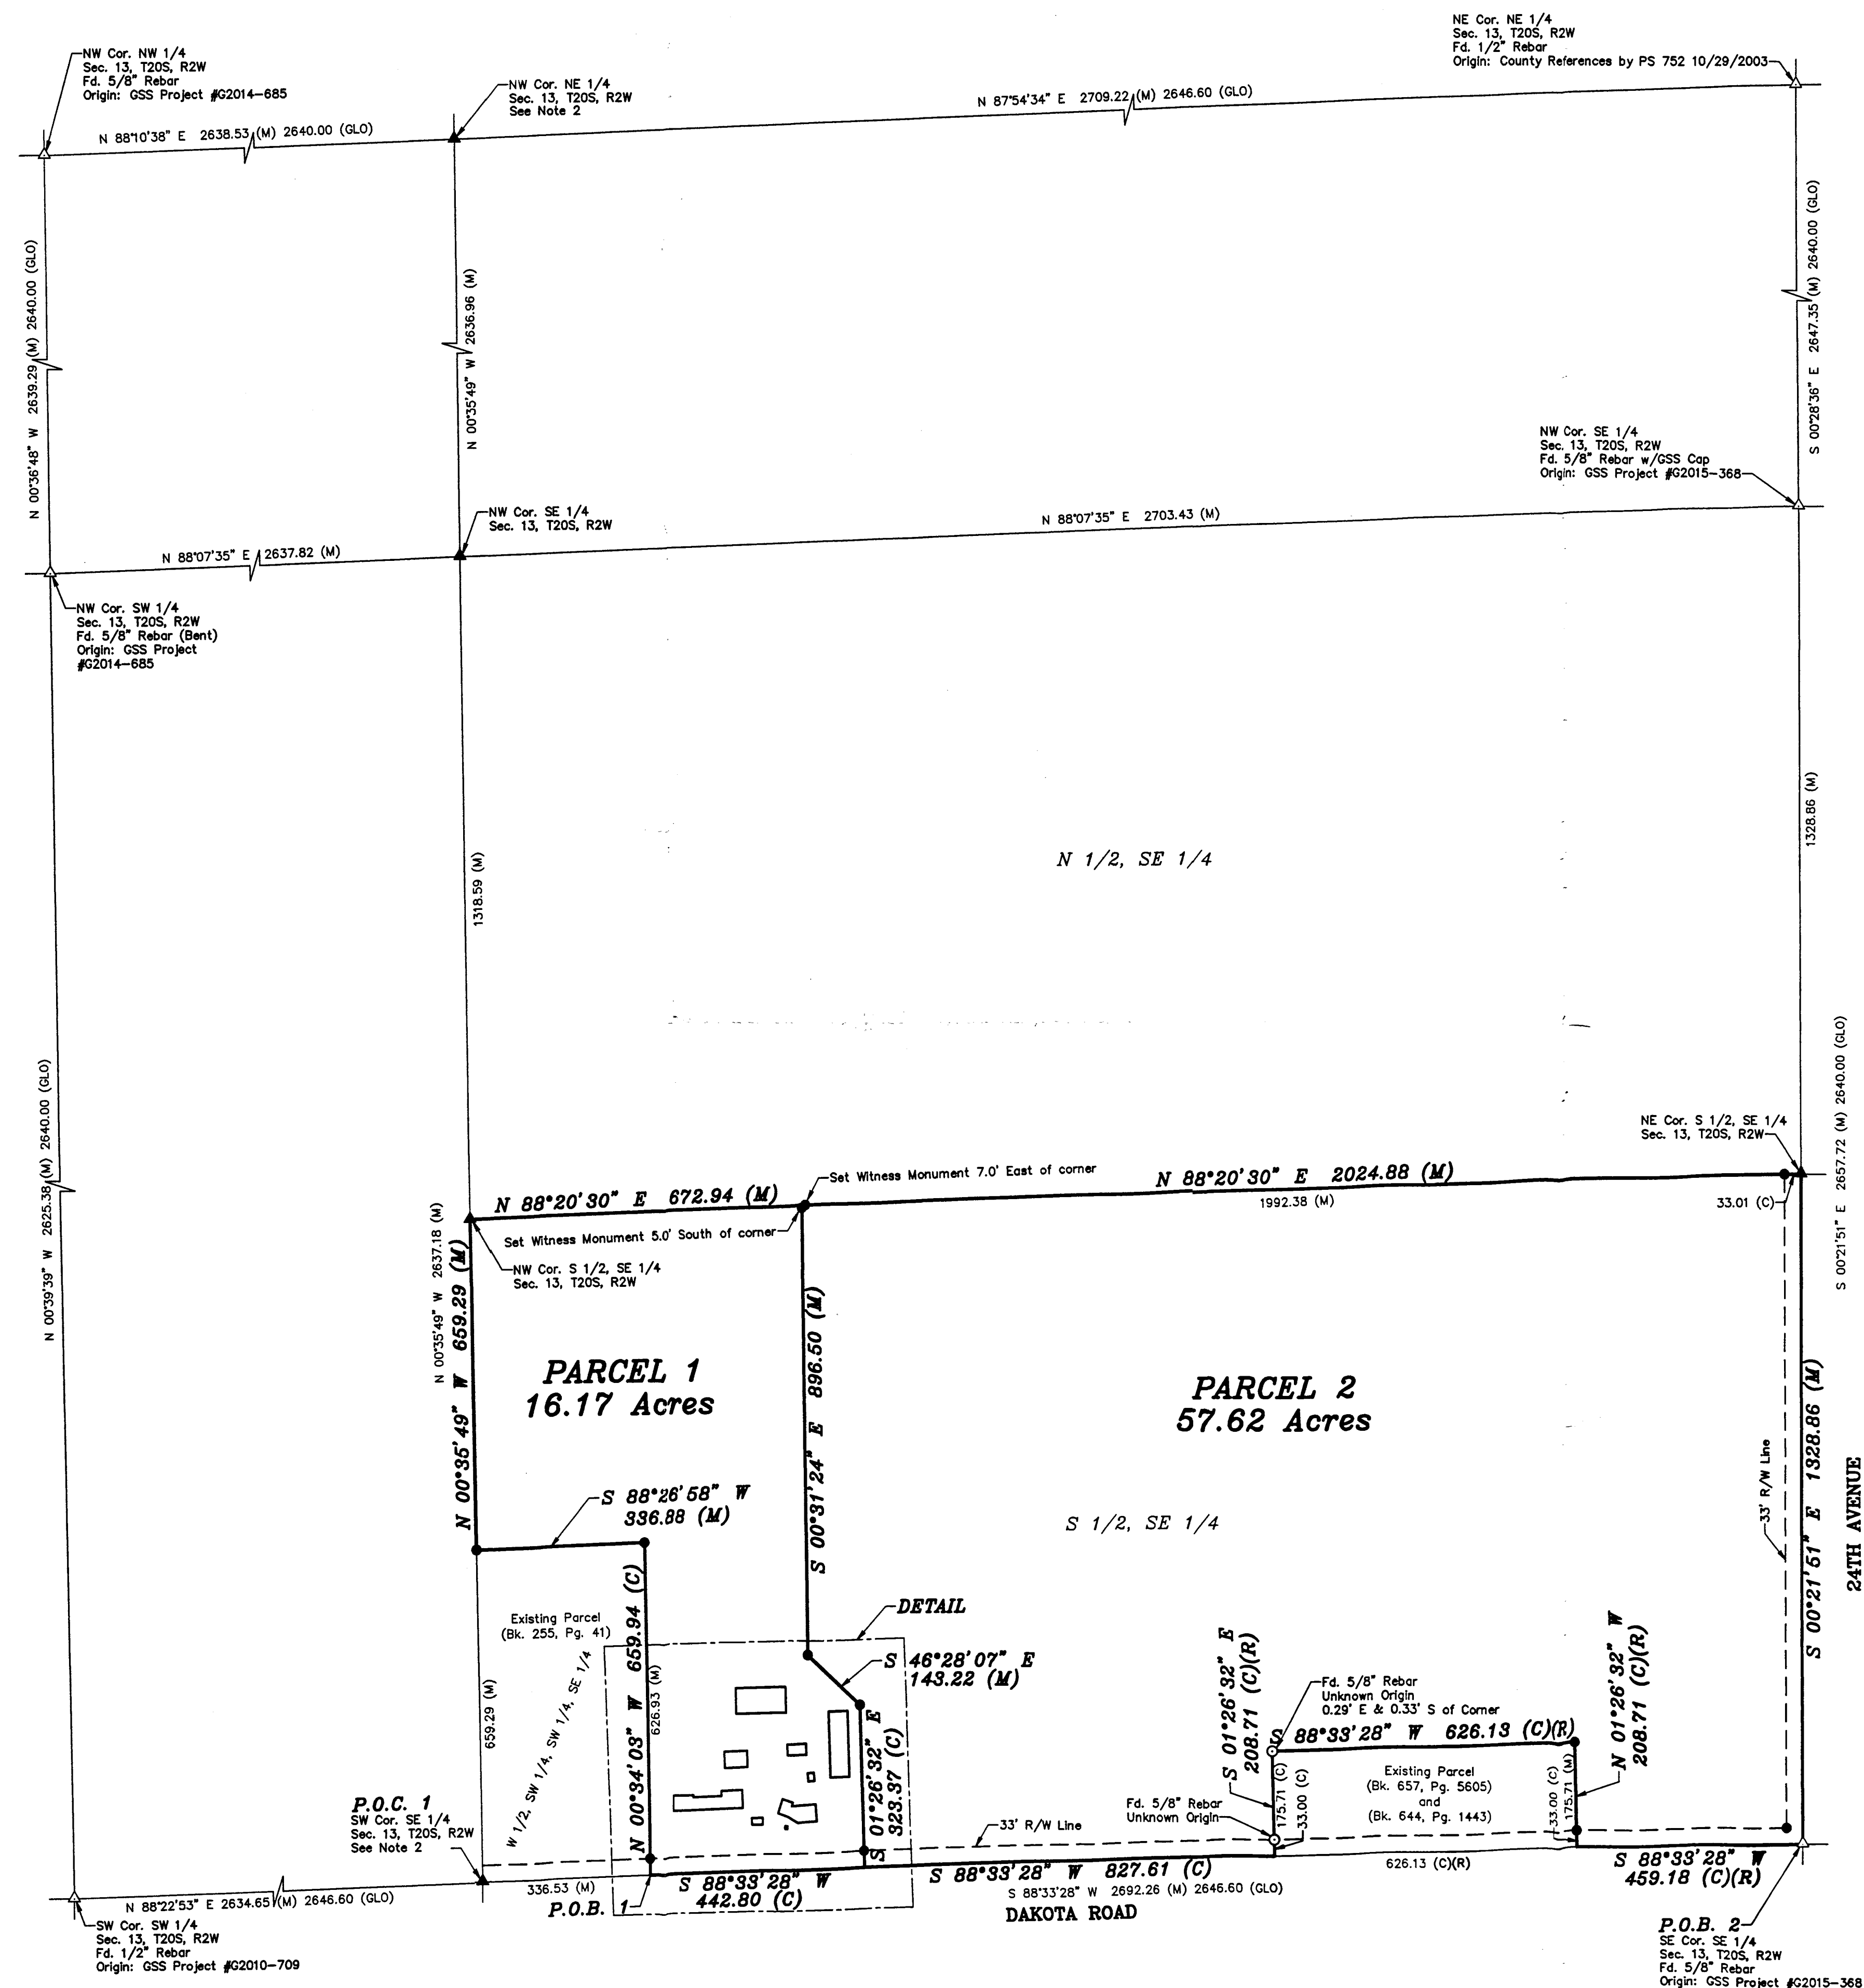 NE Cor. NE 1/4
Sec. 13, T20S, R2W
Fd. 1/2" Rebar
Origin: County References by PS 752 10/29/2003
NW Cor. NW 1/4
Sec. 13, T20S, R2W
Fd. 5/8" Rebar
Origin: GSS Project #G2014-685
NW Cor. NE 1/4
Sec. 13, T20S, R2W
See Note 2
N 87°54'34" E 2709.22 (M) 2646.60 (GLO)
N 88°10'38" E 2638.53 (M) 2640.00 (GLO)
N 00°36'48" W 2639.29 (M) 2640.00 (GLO)
N 00°35'49" W 2636.96 (M)
S 00°28'36" E 2647.35 (M) 2640.00 (GLO)
NW Cor. SE 1/4
Sec. 13, T20S, R2W
Fd. 5/8" Rebar w/GSS Cap
Origin: GSS Project #G2015-368
NW Cor. SE 1/4
Sec. 13, T20S, R2W
N 88°07'35" E 2703.43 (M)
N 88°07'35" E 2637.82 (M)
NW Cor. SW 1/4
Sec. 13, T20S, R2W
Fd. 5/8" Rebar (Bent)
Origin: GSS Project
#G2014-685
1328.86 (M)
N 1/2, SE 1/4
1318.59 (M)
N 00°39'39" W 2625.38 (M) 2640.00 (GLO)
S 00°21'51" E 2657.72 (M) 2640.00 (GLO)
NE Cor. S 1/2, SE 1/4
Sec. 13, T20S, R2W
Set Witness Monument 7.0' East of corner
N 88°20'30" E 2024.88 (M)
N 88°20'30" E 672.94 (M)
1992.38 (M)
33.01 (C)
Set Witness Monument 5.0' South of corner
NW Cor. S 1/2, SE 1/4
Sec. 13, T20S, R2W
N 00°35'49" W 2637.18 (M)
N 00°35'49" W 659.29 (M)
S 00°31'24" E 896.50 (M)
PARCEL 1
16.17 Acres
PARCEL 2
57.62 Acres
S 00°21'51" E 1328.86 (M)
33' R/W Line
24TH AVENUE
S 88°26'58" W
336.88 (M)
S 1/2, SE 1/4
Existing Parcel
(Bk. 255, Pg. 41)
W 1/2, SW 1/4, SW 1/4, SE 1/4
659.29 (M)
N 00°34'03" W 659.94 (C)
626.93 (M)
DETAIL
S 46°28'07" E
143.22 (M)
S 01°26'32" E
323.37 (C)
S 01°26'32" E
208.71 (C)(R)
N 01°26'32" W
208.71 (C)(R)
Fd. 5/8" Rebar
Unknown Origin
0.29' E & 0.33' S of Corner
S 88°33'28" W 626.13 (C)(R)
Existing Parcel
(Bk. 657, Pg. 5605)
and
(Bk. 644, Pg. 1443)
175.71 (C)
33.00 (C)
33.00 (C)
175.71 (M)
Fd. 5/8" Rebar
Unknown Origin
33' R/W Line
P.O.C. 1
SW Cor. SE 1/4
Sec. 13, T20S, R2W
See Note 2
N 88°22'53" E 2634.65 (M) 2646.60 (GLO)
336.53 (M)
P.O.B. 1
S 88°33'28" W
442.80 (C)
S 88°33'28" W 827.61 (C)
626.13 (C)(R)
S 88°33'28" W
459.18 (C)(R)
S 88°33'28" W 2692.26 (M) 2646.60 (GLO)
DAKOTA ROAD
SW Cor. SW 1/4
Sec. 13, T20S, R2W
Fd. 1/2" Rebar
Origin: GSS Project #G2010-709
P.O.B. 2
SE Cor. SE 1/4
Sec. 13, T20S, R2W
Fd. 5/8" Rebar
Origin: GSS Project #G2015-368